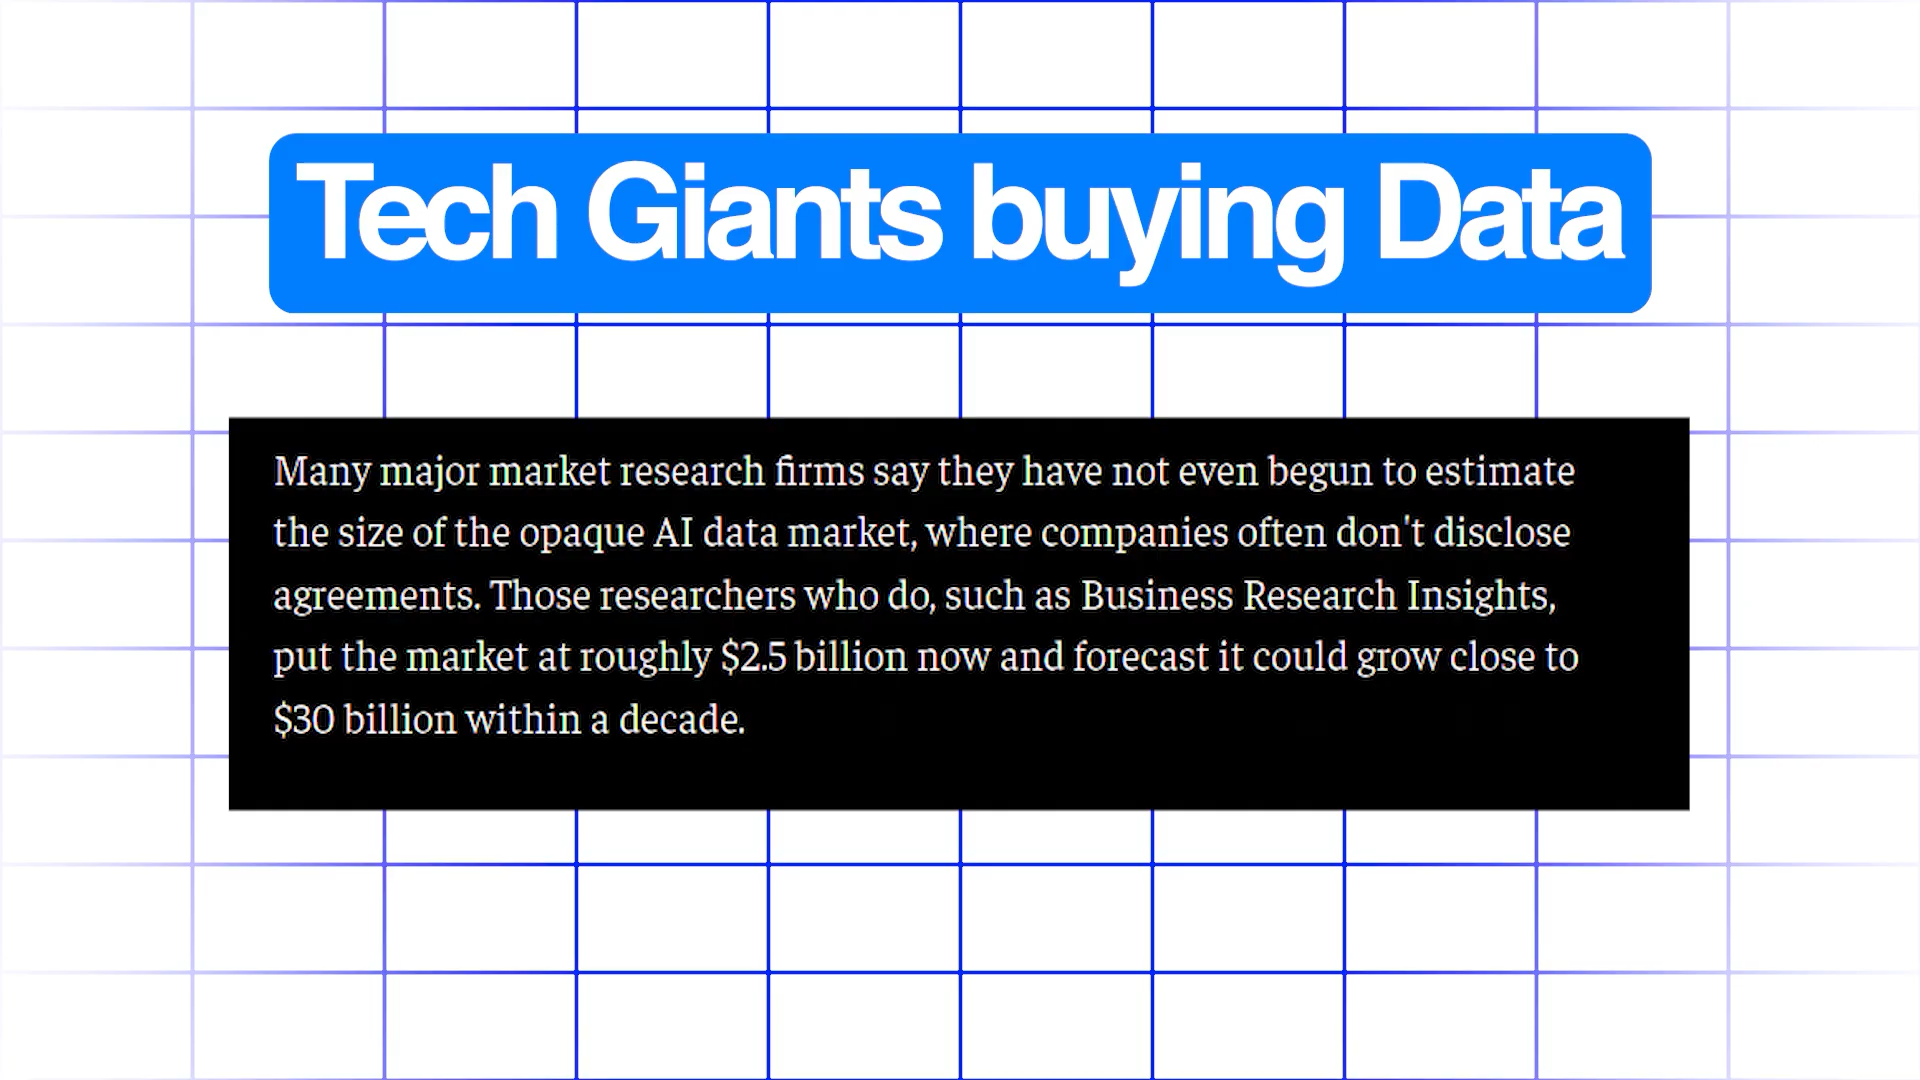 Tech Giants buying Data
Many major market research firms say they have not even begun to estimate
the size of the opaque AI data market, where companies often don't disclose
agreements. Those researchers who do, such as Business Research Insights,
put the market at roughly $2.5 billion now and forecast it could grow close to
$30 billion within a decade.